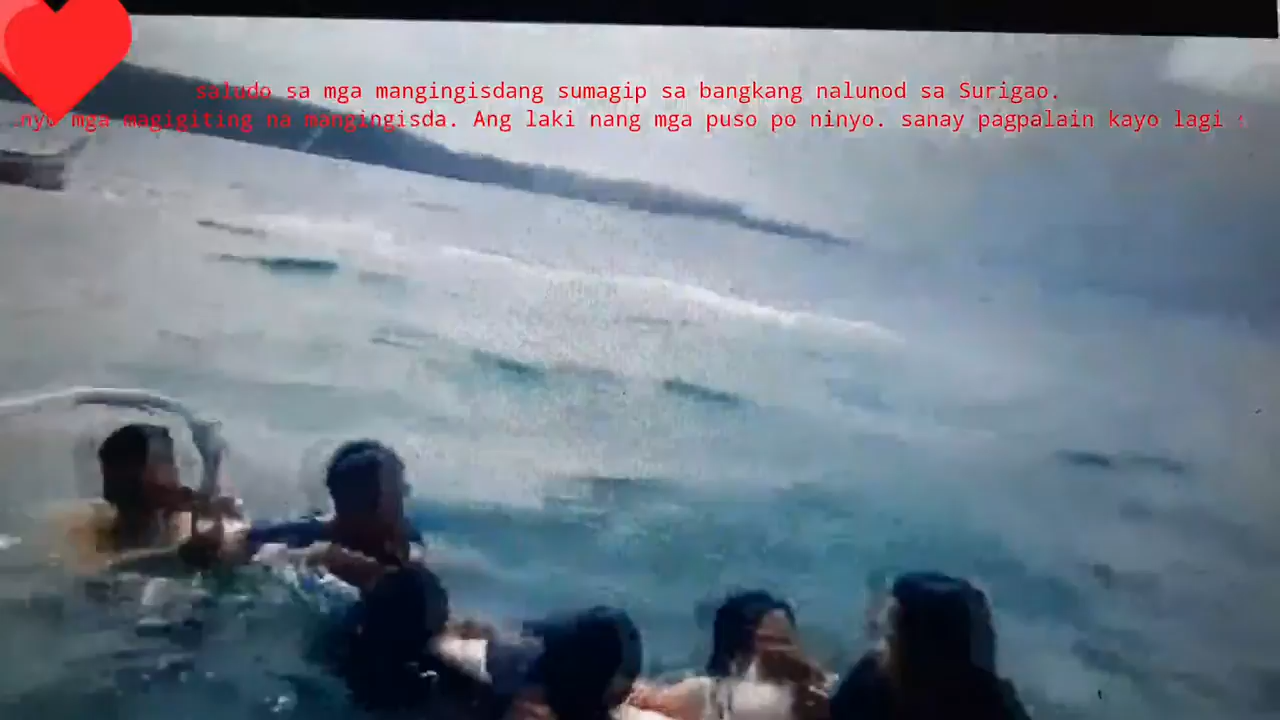 saludo sa mga mangingisdang sumagip sa bangkang nalunod sa Surigao.
nyo mga magigiting na mangingisda. Ang laki nang mga puso po ninyo. sanay pagpalain kayo lagi